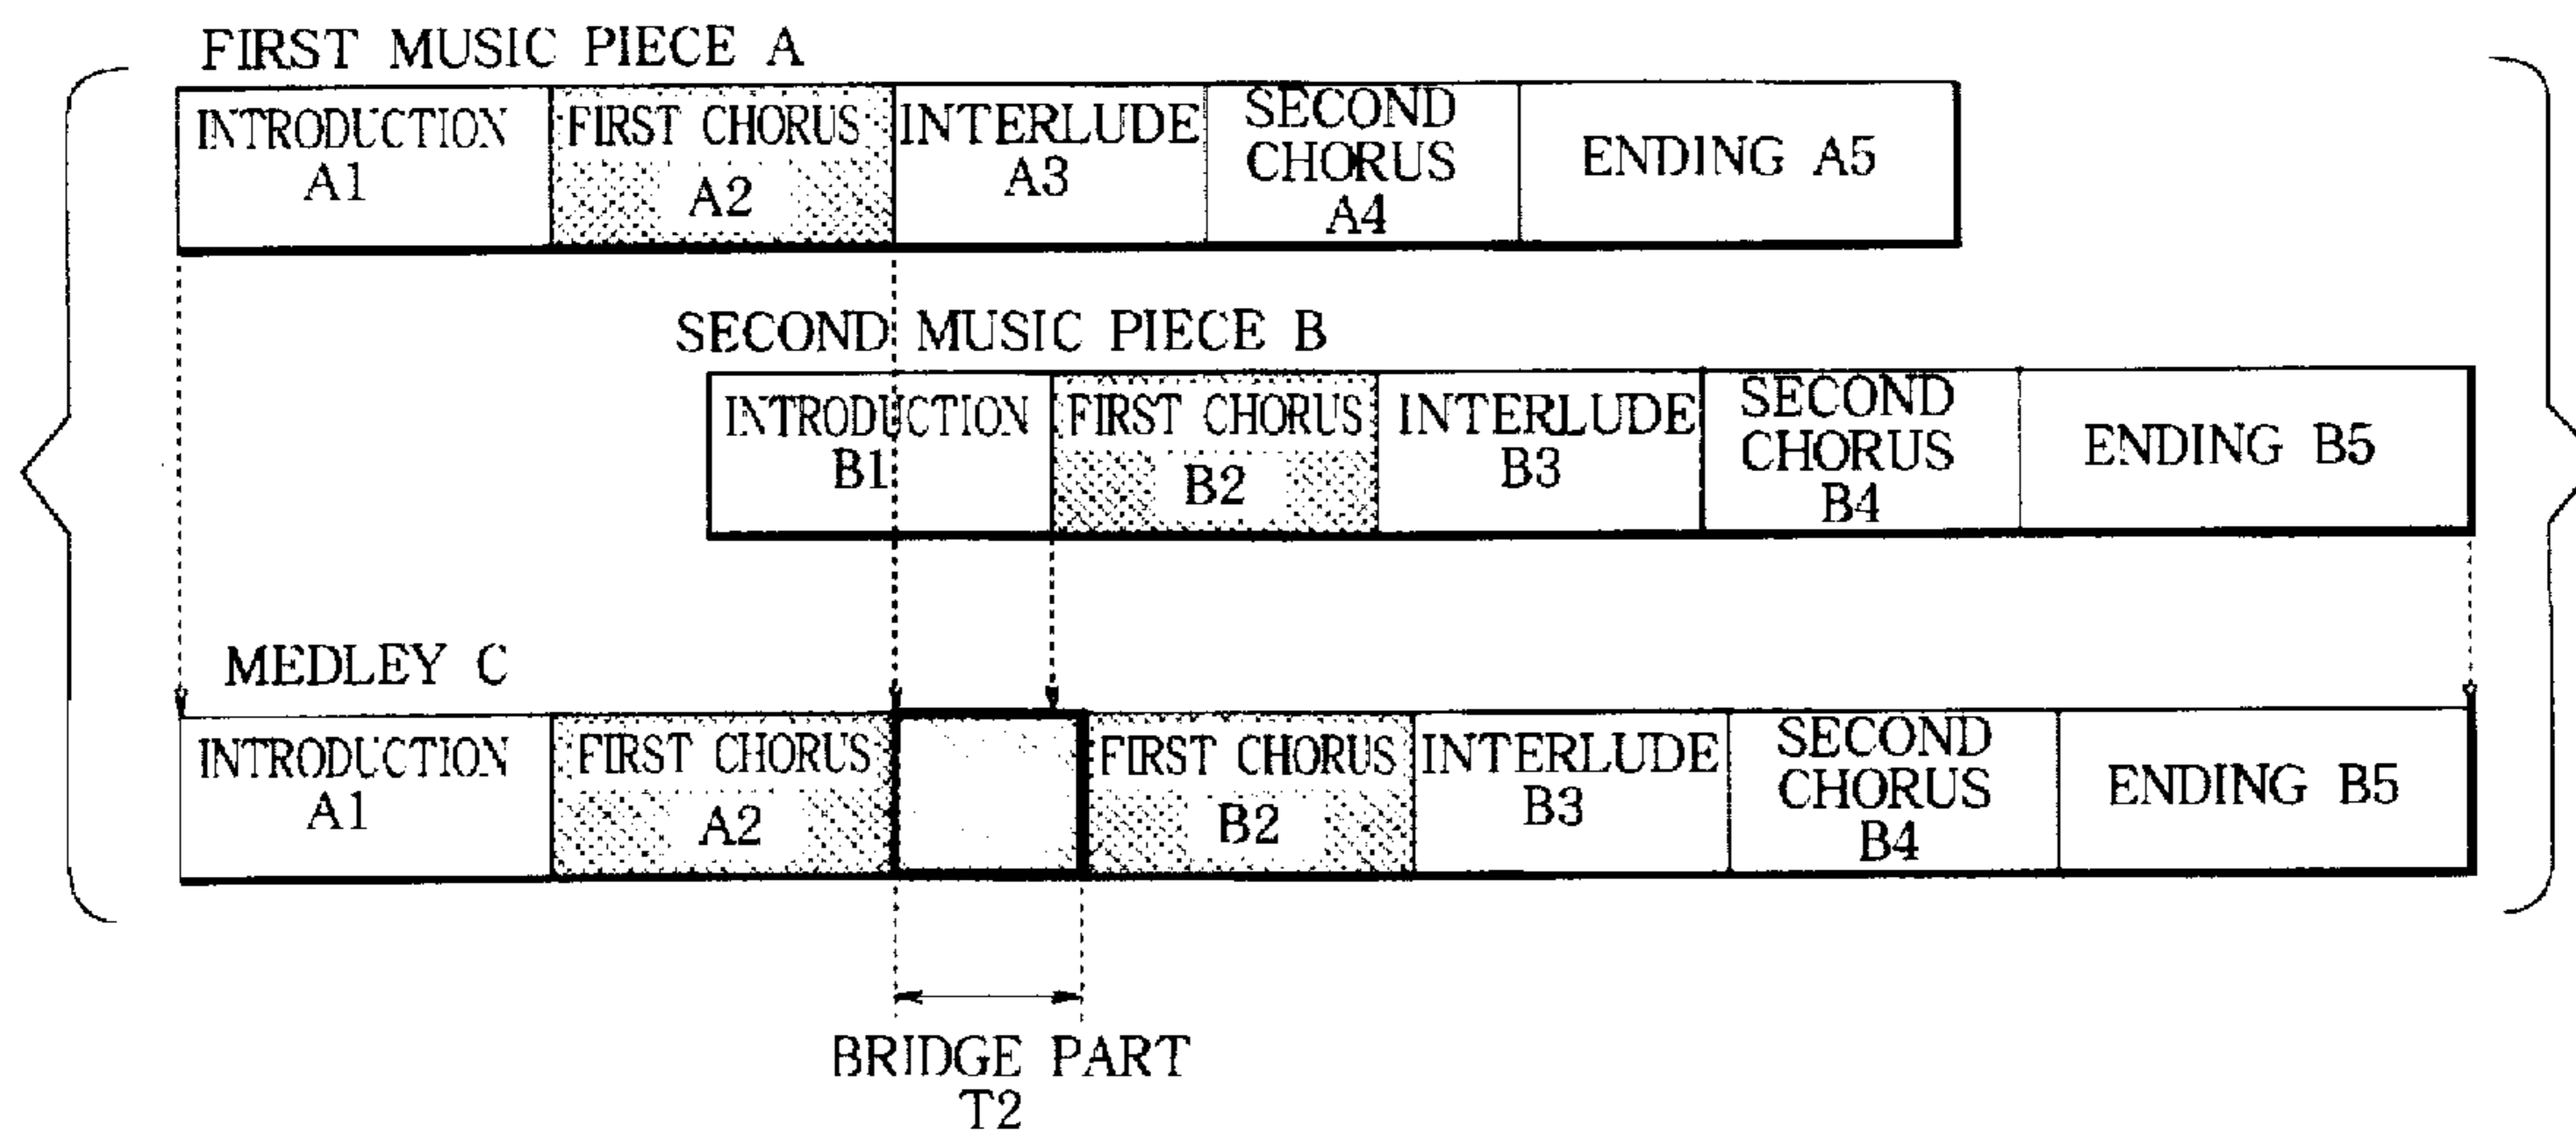 FIRST MUSIC PIECE A
INTRODUCTION
A1
FIRST CHORUS
A2
INTERLUDE
A3
SECOND
CHORUS
A4
ENDING A5
SECOND MUSIC PIECE B
INTRODUCTION
B1
FIRST CHORUS
B2
INTERLUDE
B3
SECOND
CHORUS
B4
ENDING B5
MEDLEY C
INTRODUCTION
A1
FIRST CHORUS
A2
FIRST CHORUS
B2
INTERLUDE
B3
SECOND
CHORUS
B4
ENDING B5
BRIDGE PART
T2